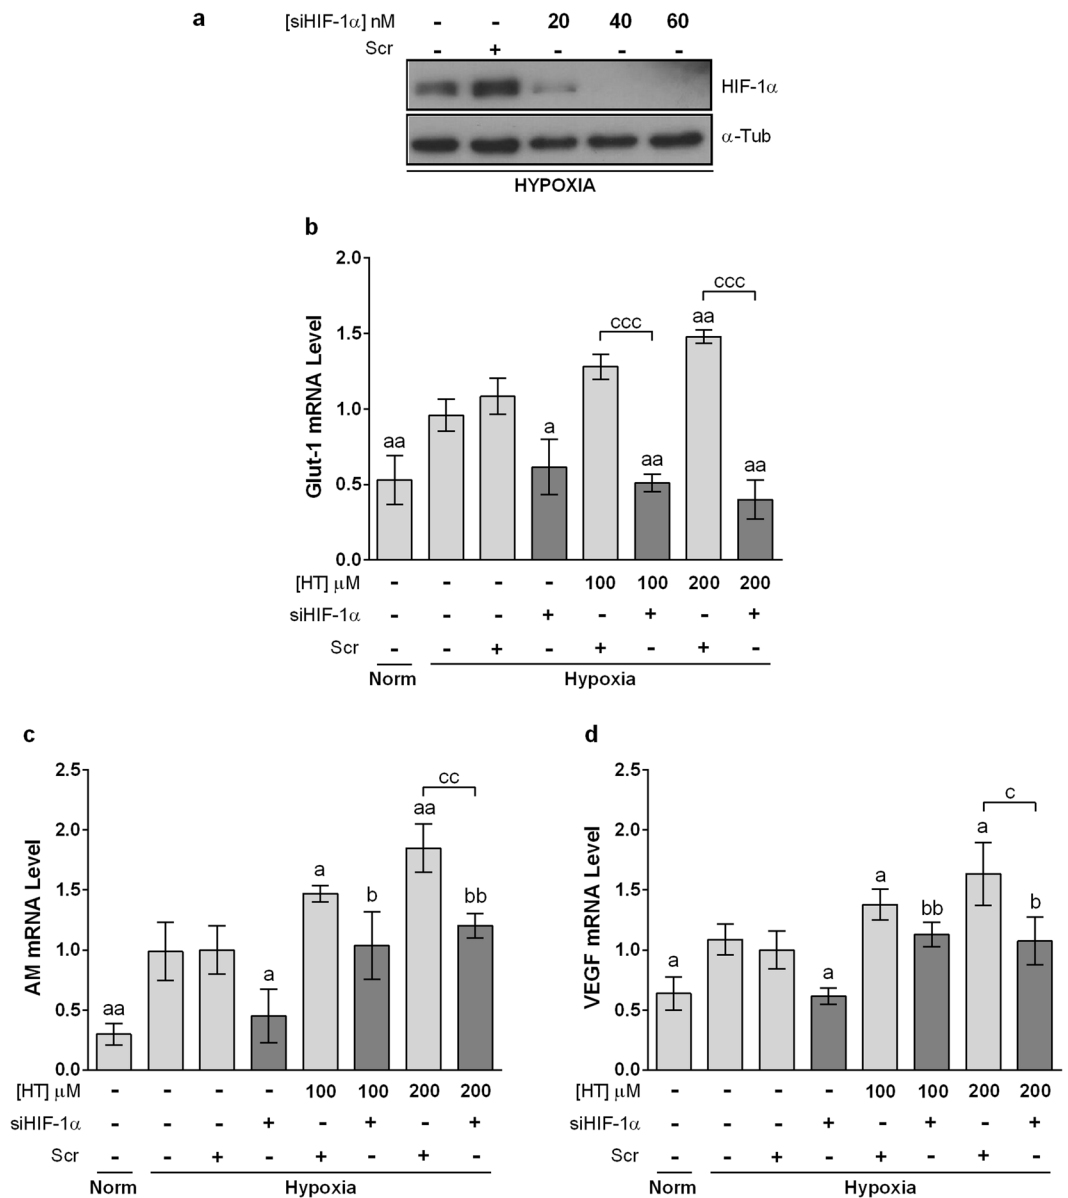 a
[siHIF-1α] nM - - 20 40 60
Scr - + - - -
HIF-1α
α-Tub
HYPOXIA
b
2.0
1.5
1.0
0.5
0.0
Glut-1 mRNA Level
aa a aa aa aa
ccc ccc
[HT] µM - - - - 100 100 200 200
siHIF-1α - - - + - + - +
Scr - - + - + - + -
Norm Hypoxia
c
2.5
2.0
1.5
1.0
0.5
0.0
AM mRNA Level
aa a a b aa bb
cc
[HT] µM - - - - 100 100 200 200
siHIF-1α - - - + - + - +
Scr - - + - + - + -
Norm Hypoxia
d
2.5
2.0
1.5
1.0
0.5
0.0
VEGF mRNA Level
a a a bb a b
c
[HT] µM - - - - 100 100 200 200
siHIF-1α - - - + - + - +
Scr - - + - + - + -
Norm Hypoxia